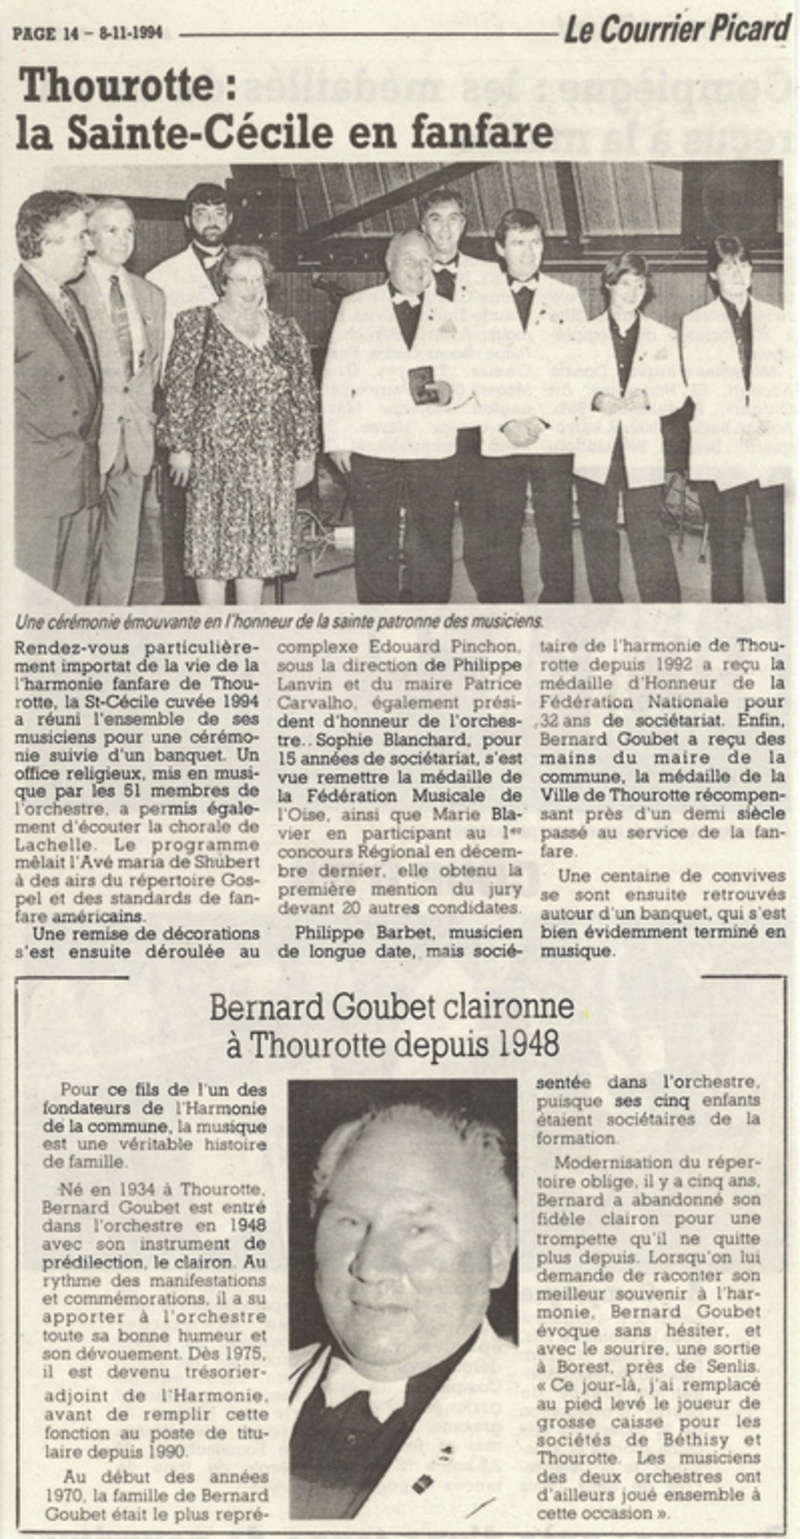 PAGE 14 – 8-11-1994
Le Courrier Picard
Thourotte :
la Sainte-Cécile en fanfare
Une cérémonie émouvante en l'honneur de la sainte patronne des musiciens.
Rendez-vous particulière-
ment importat de la vie de la
l'harmonie fanfare de Thou-
rotte, la St-Cécile cuvée 1994
a réuni l'ensemble de ses
musiciens pour une cérémo-
nie suivie d'un banquet. Un
office religieux, mis en musi-
que par les 51 membres de
l'orchestre, a permis égale-
ment d'écouter la chorale de
Lachelle. Le programme
mêlait l'Avé maria de Shubert
à des airs du répertoire Gos-
pel et des standards de fan-
fare américains.
Une remise de décorations
s'est ensuite déroulée au
complexe Edouard Pinchon,
sous la direction de Philippe
Lanvin et du maire Patrice
Carvalho, également prési-
dent d'honneur de l'orches-
tre.. Sophie Blanchard, pour
15 années de sociétariat, s'est
vue remettre la médaille de
la Fédération Musicale de
l'Oise, ainsi que Marie Bla-
vier en participant au 1er
concours Régional en décem-
bre dernier, elle obtenu la
première mention du jury
devant 20 autres candidates.
Philippe Barbet, musicien
de longue date, mais socié-
taire de l'harmonie de Thou-
rotte depuis 1992 a reçu la
médaille d'Honneur de la
Fédération Nationale pour
32 ans de sociétariat. Enfin,
Bernard Goubet a reçu des
mains du maire de la
commune, la médaille de la
Ville de Thourotte récompen-
sant près d'un demi siècle
passé au service de la fan-
fare.
Une centaine de convives
se sont ensuite retrouvés
autour d'un banquet, qui s'est
bien évidemment terminé en
musique.
Bernard Goubet claironne
à Thourotte depuis 1948
Pour ce fils de l'un des
fondateurs de l'Harmonie
de la commune, la musique
est une véritable histoire
de famille.
Né en 1934 à Thourotte,
Bernard Goubet est entré
dans l'orchestre en 1948
avec son instrument de
prédilection, le clairon. Au
rythme des manifestations
et commémorations, il a su
apporter à l'orchestre
toute sa bonne humeur et
son dévouement. Dès 1975,
il est devenu trésorier-
adjoint de l'Harmonie,
avant de remplir cette
fonction au poste de titu-
laire depuis 1990.
Au début des années
1970, la famille de Bernard
Goubet était le plus repré-
sentée dans l'orchestre,
puisque ses cinq enfants
étaient sociétaires de la
formation.
Modernisation du réper-
toire oblige, il y a cinq ans,
Bernard a abandonné son
fidèle clairon pour une
trompette qu'il ne quitte
plus depuis. Lorsqu'on lui
demande de raconter son
meilleur souvenir à l'har-
monie, Bernard Goubet
évoque sans hésiter, et
avec le sourire, une sortie
à Borest, près de Senlis.
« Ce jour-là, j'ai remplacé
au pied levé le joueur de
grosse caisse pour les
sociétés de Béthisy et
Thourotte. Les musiciens
des deux orchestres ont
d'ailleurs joué ensemble à
cette occasion ».